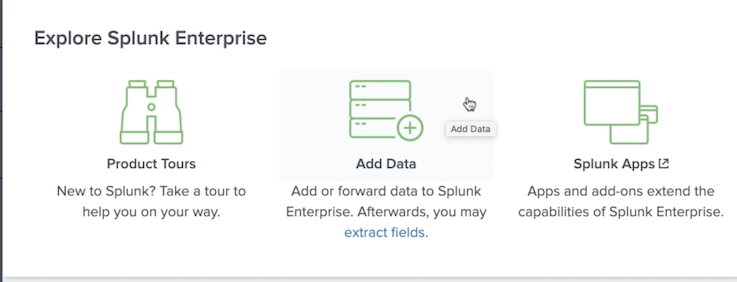 Explore Splunk Enterprise
Product Tours
New to Splunk? Take a tour to
help you on your way.
Add Data
Add Data
Add or forward data to Splunk
Enterprise. Afterwards, you may
extract fields.
Splunk Apps
Apps and add-ons extend the
capabilities of Splunk Enterprise.